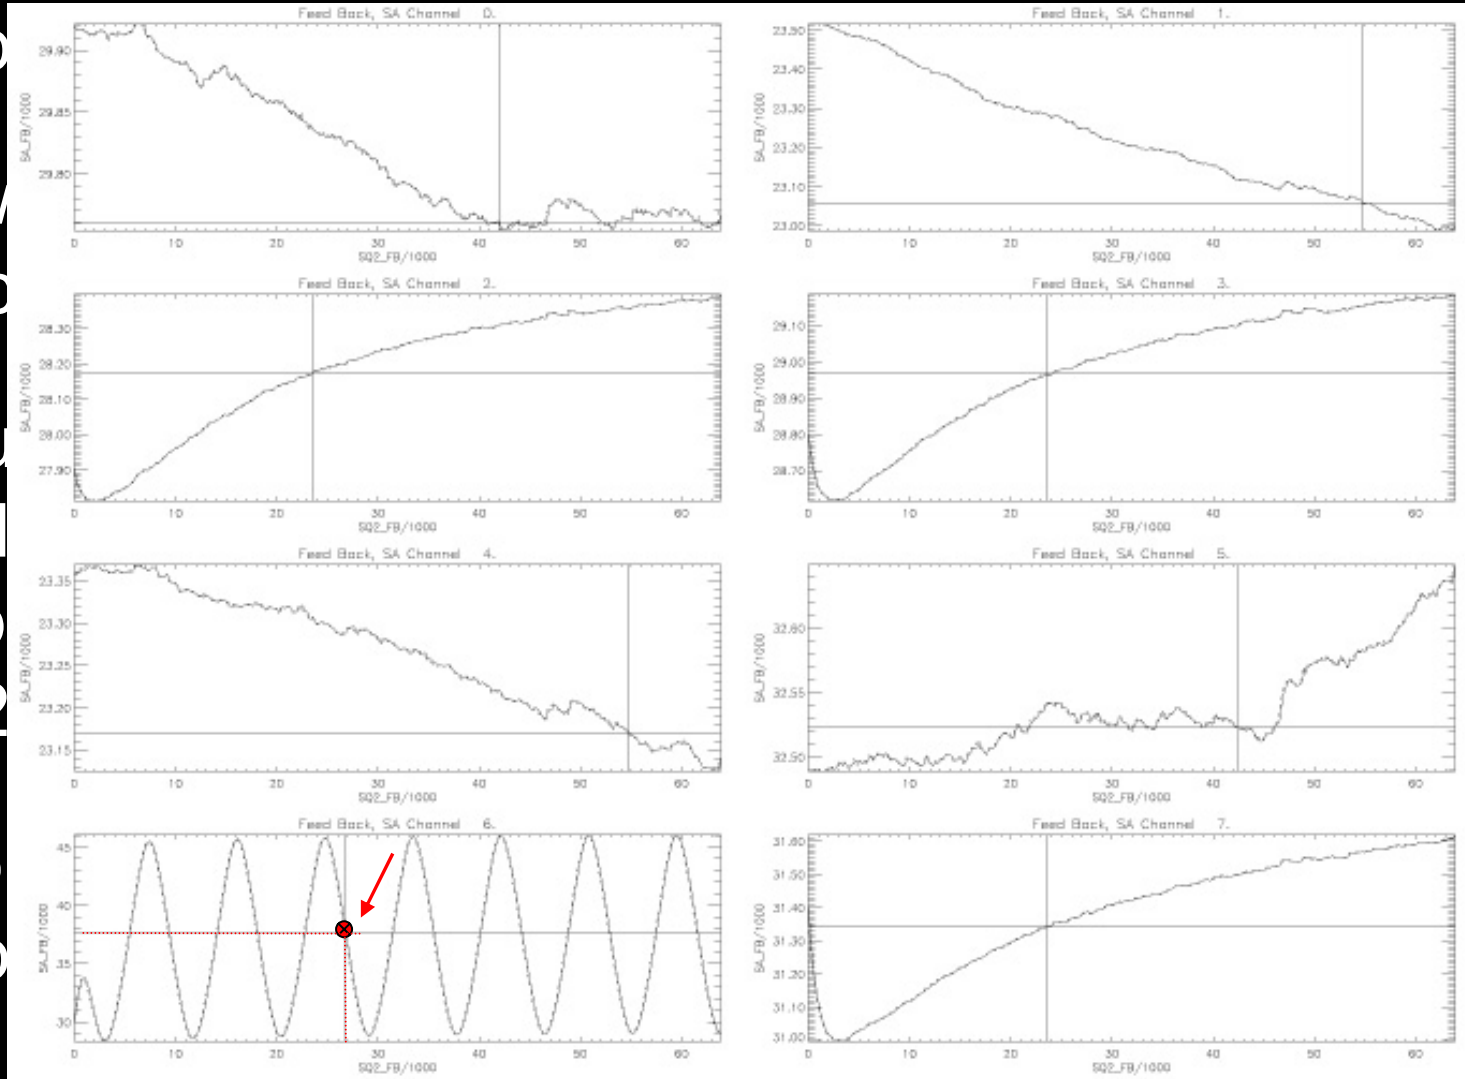 Feed Back, SA Channel 0.
29.90
29.85
29.80
SA_FB/1000
0 10 20 30 40 50 60
SQ2_FB/1000
Feed Back, SA Channel 1.
23.50
23.40
23.30
23.20
23.10
23.00
SA_FB/1000
0 10 20 30 40 50 60
SQ2_FB/1000
Feed Back, SA Channel 2.
28.30
28.20
28.10
28.00
27.90
SA_FB/1000
0 10 20 30 40 50 60
SQ2_FB/1000
Feed Back, SA Channel 3.
29.10
29.00
28.90
28.80
28.70
SA_FB/1000
0 10 20 30 40 50 60
SQ2_FB/1000
Feed Back, SA Channel 4.
23.35
23.30
23.25
23.20
23.15
SA_FB/1000
0 10 20 30 40 50 60
SQ2_FB/1000
Feed Back, SA Channel 5.
32.60
32.55
32.50
SA_FB/1000
0 10 20 30 40 50 60
SQ2_FB/1000
Feed Back, SA Channel 6.
45
40
35
30
SA_FB/1000
0 10 20 30 40 50 60
SQ2_FB/1000
Feed Back, SA Channel 7.
31.60
31.50
31.40
31.30
31.20
31.10
31.00
SA_FB/1000
0 10 20 30 40 50 60
SQ2_FB/1000